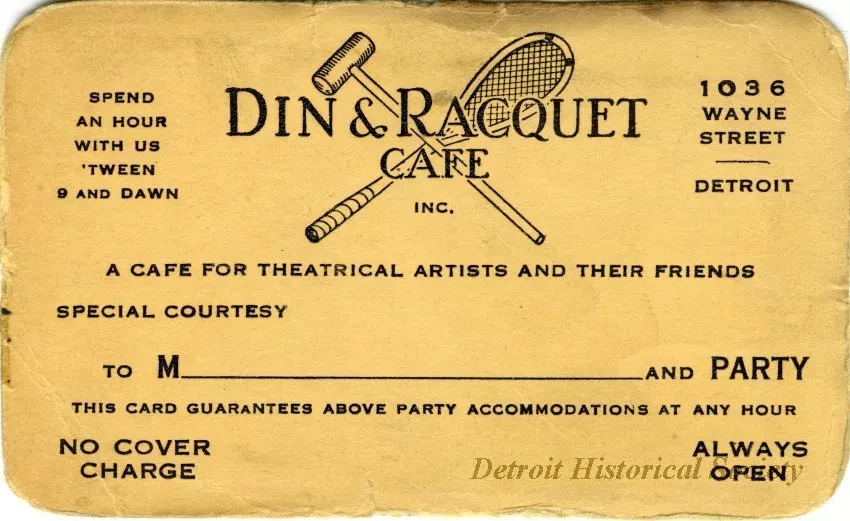 SPEND
AN HOUR
WITH US
'TWEEN
9 AND DAWN
DIN & RACQUET
CAFE
INC.
1036
WAYNE
STREET
DETROIT
A CAFE FOR THEATRICAL ARTISTS AND THEIR FRIENDS
SPECIAL COURTESY
TO M AND PARTY
THIS CARD GUARANTEES ABOVE PARTY ACCOMMODATIONS AT ANY HOUR
NO COVER
CHARGE
ALWAYS
OPEN
Detroit Historical Society